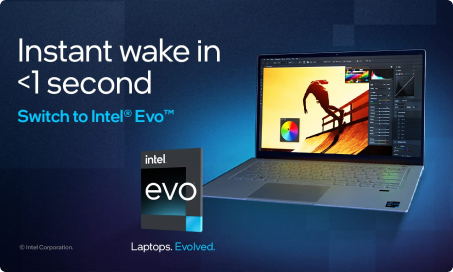 Instant wake in
<1 second
Switch to Intel® Evo™
intel
evo
Laptops. Evolved.
© Intel Corporation.